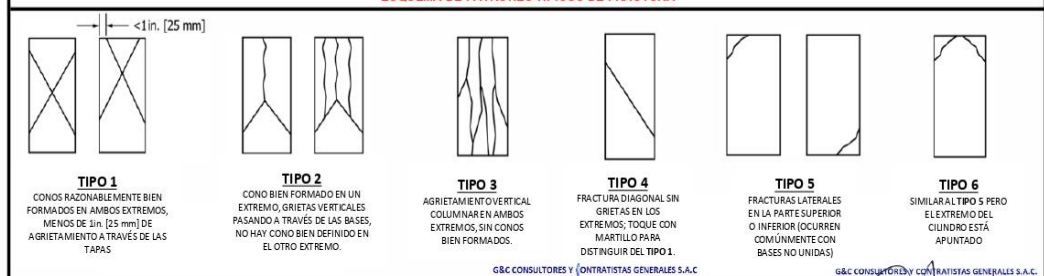 <1in. [25 mm]
TIPO 1
CONOS RAZONABLEMENTE BIEN
FORMADOS EN AMBOS EXTREMOS,
MENOS DE 1in. [25 mm] DE
AGRIETAMIENTO A TRAVÉS DE LAS
TAPAS
TIPO 2
CONO BIEN FORMADO EN UN
EXTREMO, GRIETAS VERTICALES
PASANDO A TRAVÉS DE LAS BASES,
NO HAY CONO BIEN DEFINIDO EN
EL OTRO EXTREMO.
TIPO 3
AGRIETAMIENTO VERTICAL
COLUMNAR EN AMBOS
EXTREMOS, SIN CONOS
BIEN FORMADOS.
TIPO 4
FRACTURA DIAGONAL SIN
GRIETAS EN LOS
EXTREMOS; TOQUE CON
MARTILLO PARA
DISTINGUIR DEL TIPO 1.
TIPO 5
FRACTURAS LATERALES
EN LA PARTE SUPERIOR
O INFERIOR (OCURREN
COMÚNMENTE CON
BASES NO UNIDAS)
TIPO 6
SIMILAR AL TIPO 5 PERO
EL EXTREMO DEL
CILINDRO ESTÁ
APUNTADO
G&C CONSULTORES Y CONTRATISTAS GENERALES S.A.C
G&C CONSULTORES Y CONTRATISTAS GENERALES S.A.C.